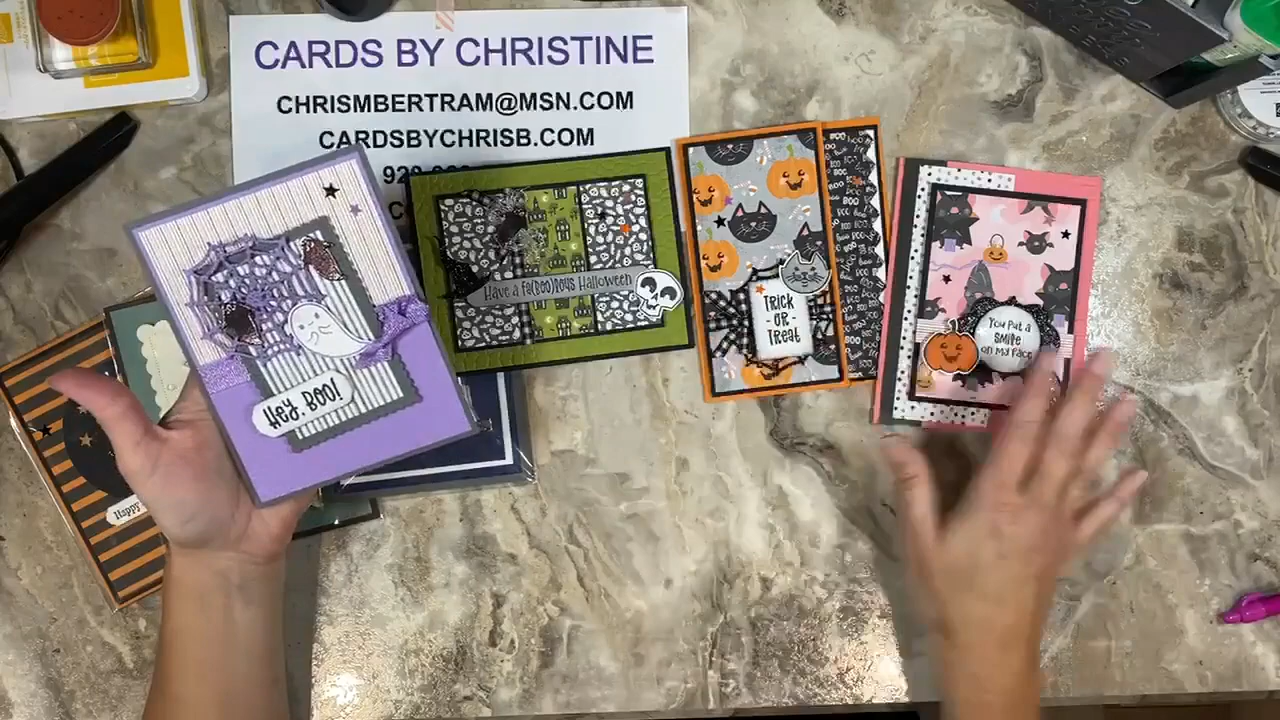 CARDS BY CHRISTINE
CHRISMBERTRAM@MSN.COM
CARDSBYCHRISB.COM
Have a fa(BOO)lous Halloween
TRICK
- OR -
TREAT
You put a
SMILE
on my face
Hey, BOO!
Happy
BOO